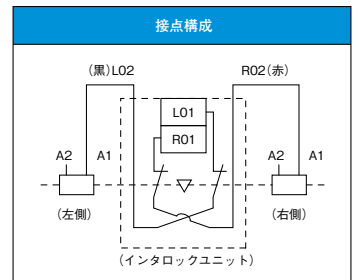 接点構成
(黒)L02
R02(赤)
L01
R01
A2
A1
A2
A1
(左側)
(右側)
(インタロックユニット)